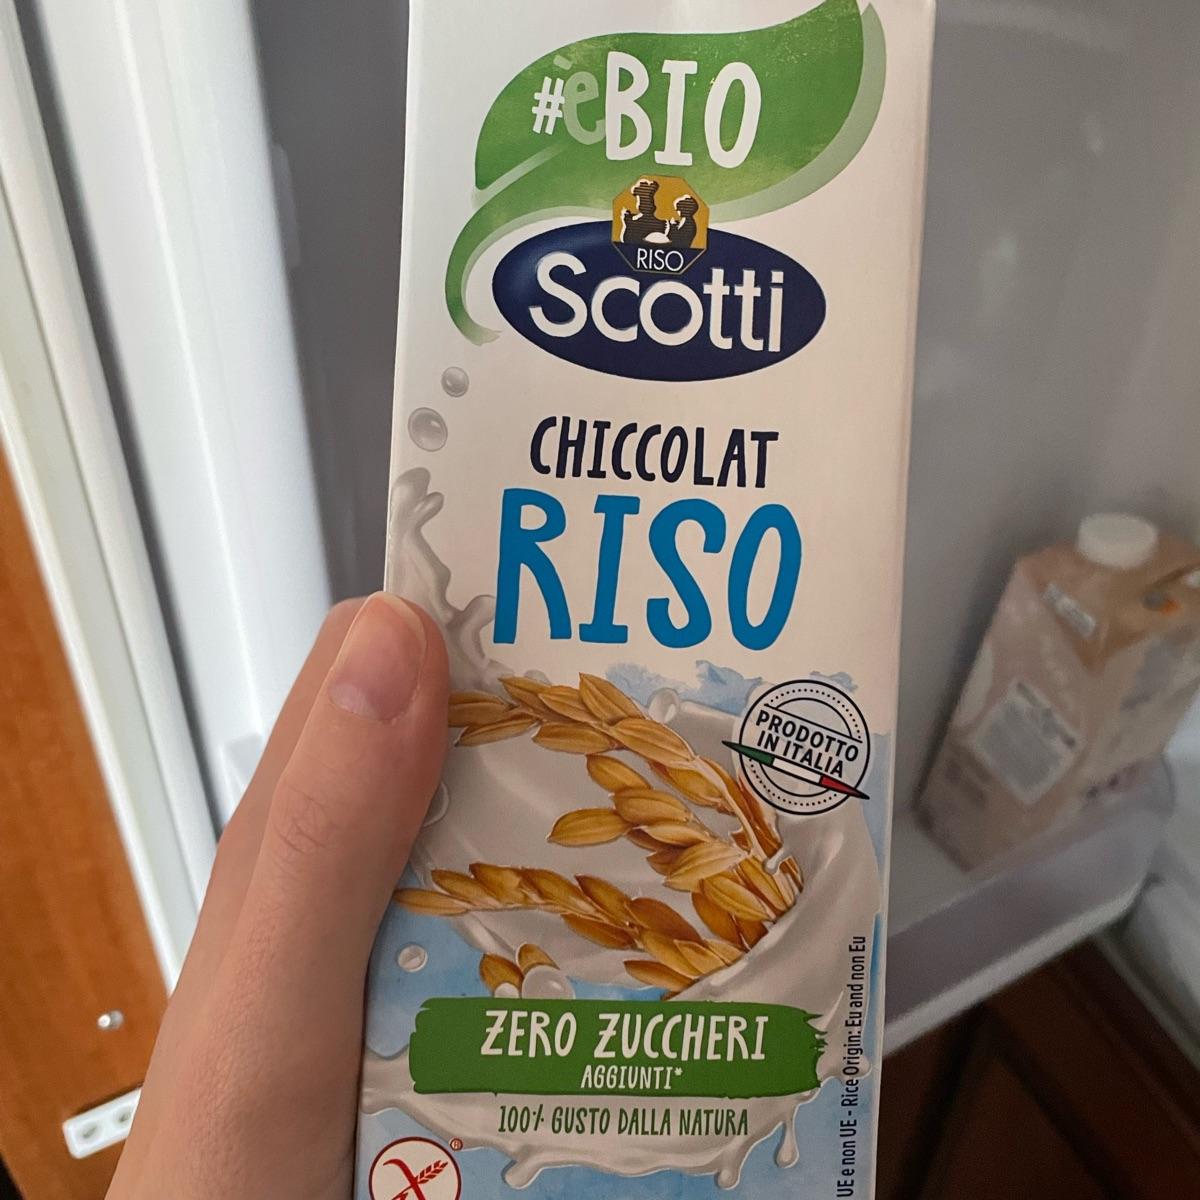 #èBIO
RISO
Scotti
CHICCOLAT
RISO
PRODOTTO
IN ITALIA
ZERO ZUCCHERI
AGGIUNTI*
100% GUSTO DALLA NATURA
®
UE e non UE - Rice Origin: Eu and non Eu